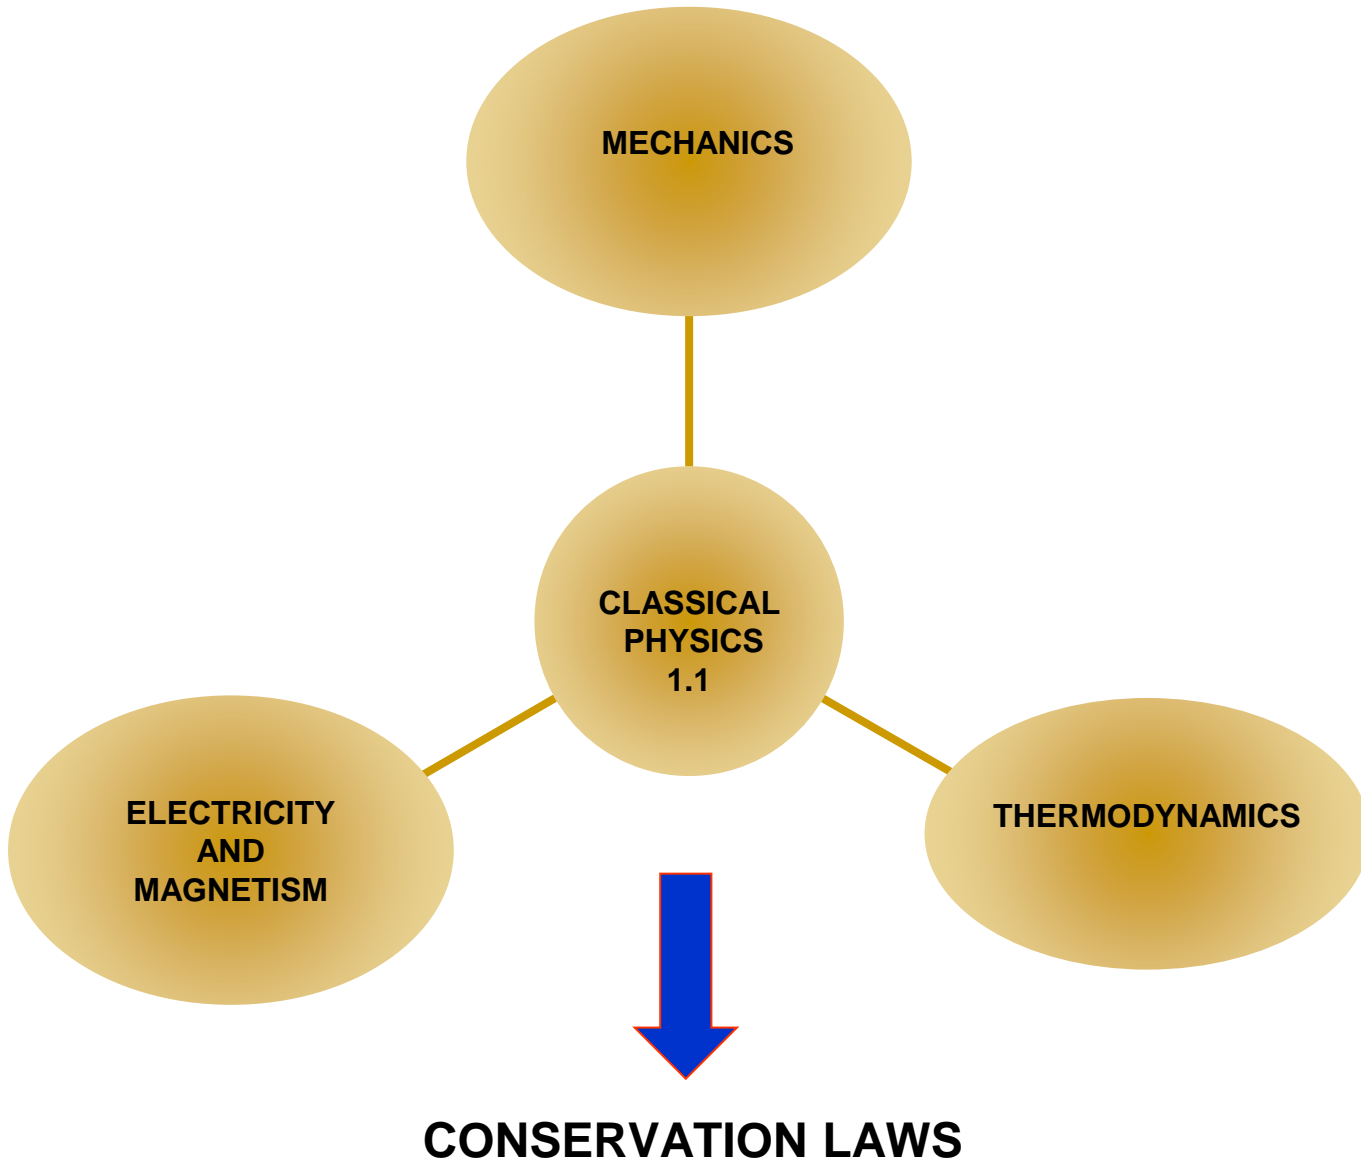 MECHANICS
CLASSICAL
PHYSICS
1.1
ELECTRICITY
AND
MAGNETISM
THERMODYNAMICS
CONSERVATION LAWS